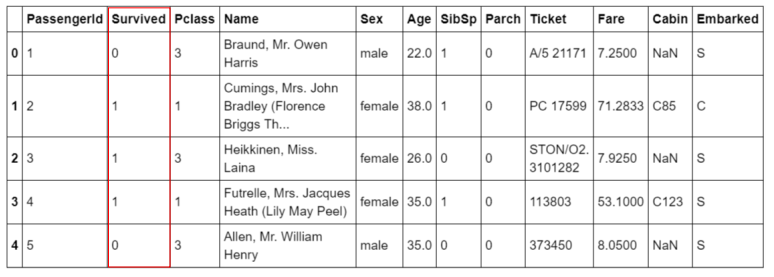 PassengerId Survived Pclass Name Sex Age SibSp Parch Ticket Fare Cabin Embarked
0 1 0 3 Braund, Mr. Owen Harris male 22.0 1 0 A/5 21171 7.2500 NaN S
1 2 1 1 Cumings, Mrs. John Bradley (Florence Briggs Th... female 38.0 1 0 PC 17599 71.2833 C85 C
2 3 1 3 Heikkinen, Miss. Laina female 26.0 0 0 STON/O2. 3101282 7.9250 NaN S
3 4 1 1 Futrelle, Mrs. Jacques Heath (Lily May Peel) female 35.0 1 0 113803 53.1000 C123 S
4 5 0 3 Allen, Mr. William Henry male 35.0 0 0 373450 8.0500 NaN S